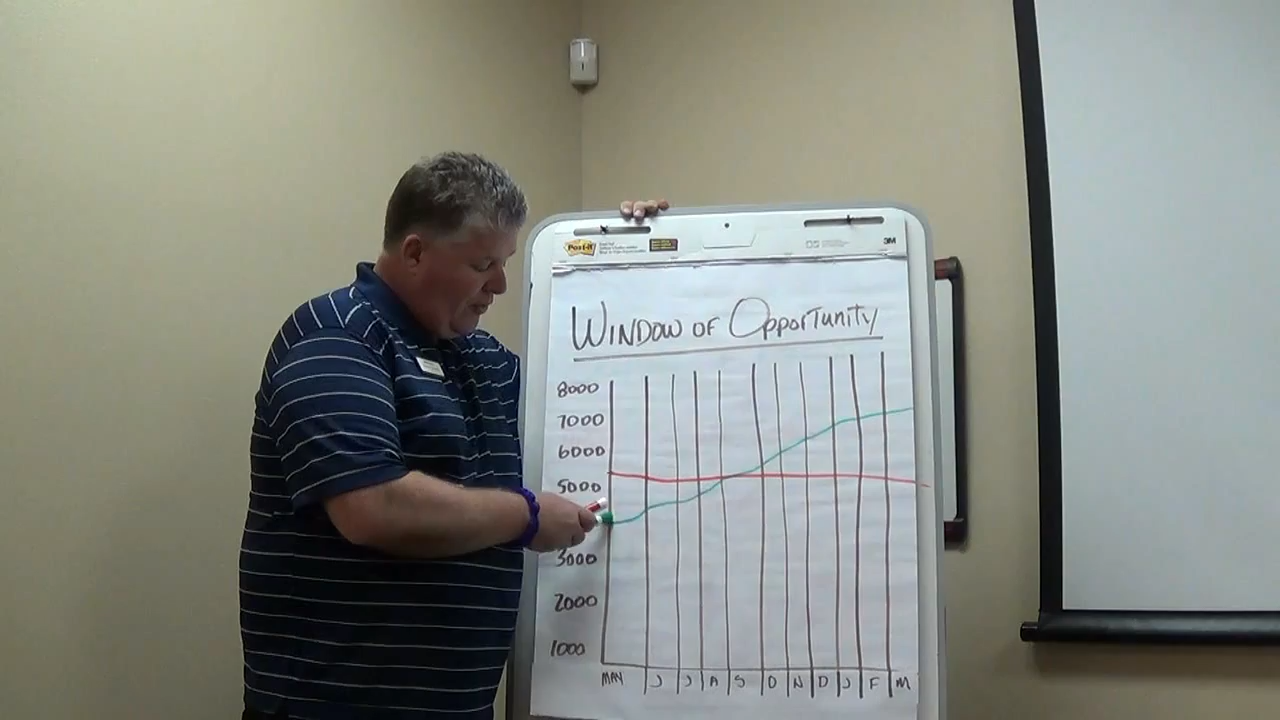 Post-it
3M
WINDOW OF OPPORTUNITY
8000
7000
6000
5000
3000
2000
1000
MAY J J A S O N D J F M